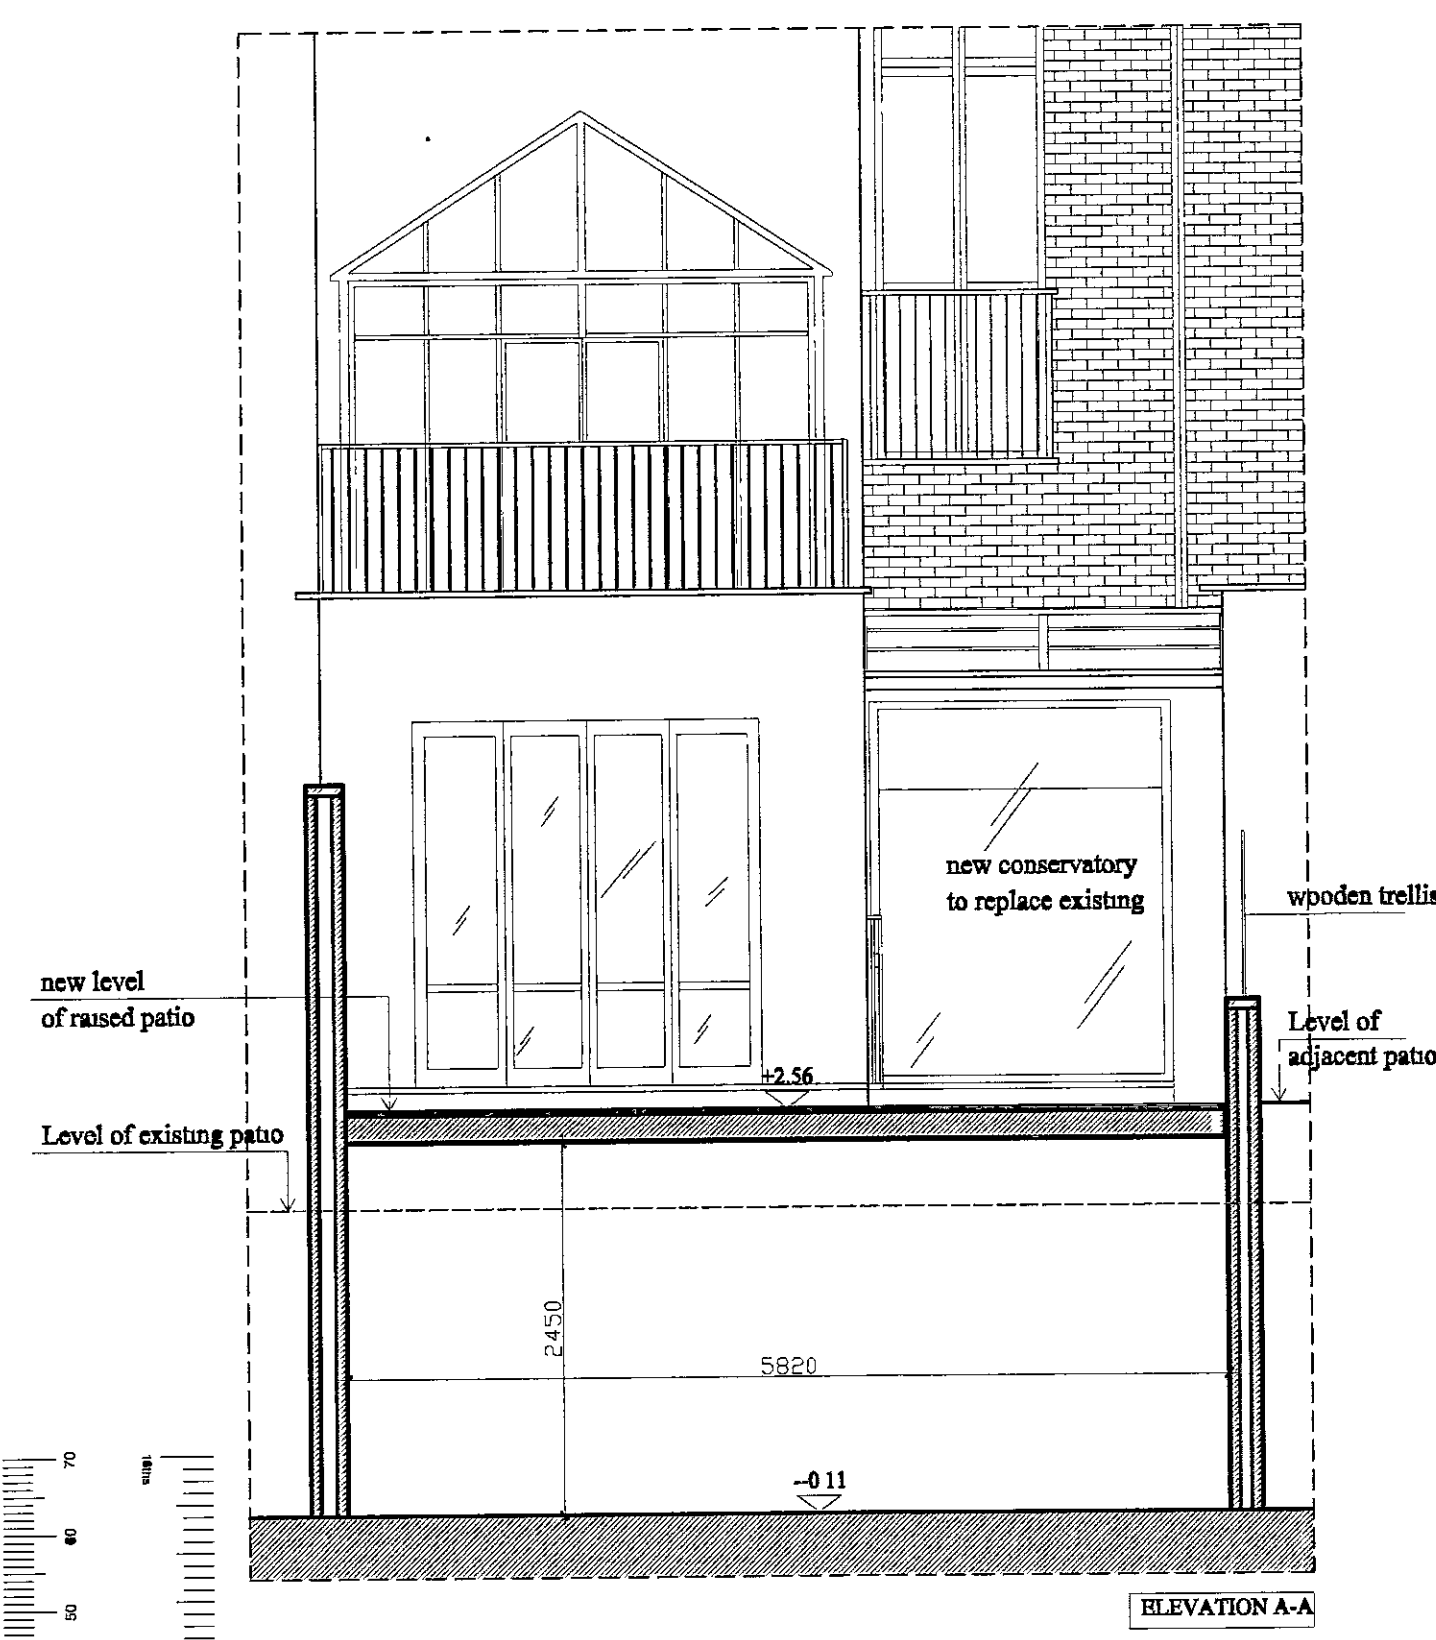 new conservatory
to replace existing
wooden trellis
new level
of raised patio
Level of
adjacent patio
+2.56
Level of existing patio
2450
5820
--0 11
70
16ths
60
50
ELEVATION A-A